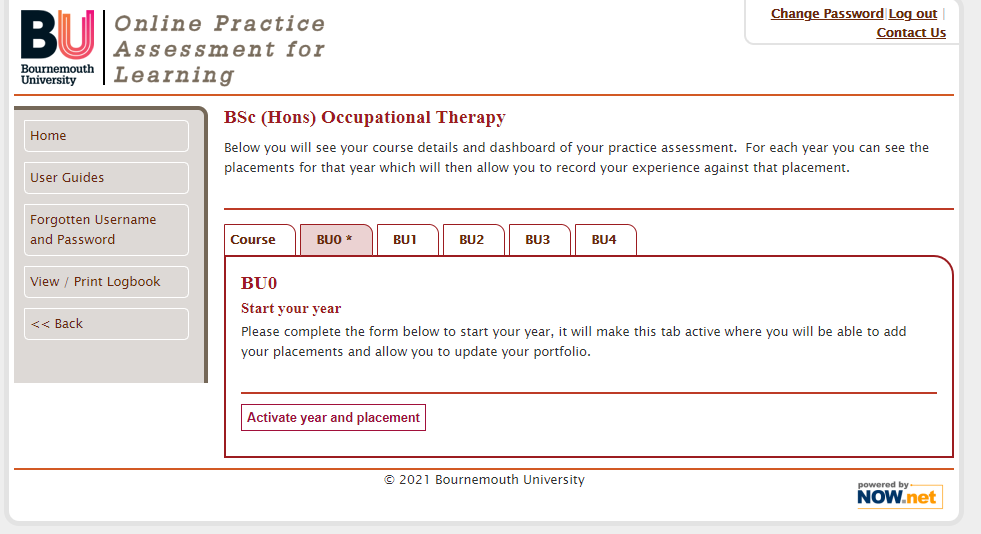 BU
Bournemouth
University
Online Practice
Assessment for
Learning
Change Password Log out
Contact Us
Home
User Guides
Forgotten Username
and Password
View / Print Logbook
<< Back
BSc (Hons) Occupational Therapy
Below you will see your course details and dashboard of your practice assessment. For each year you can see the
placements for that year which will then allow you to record your experience against that placement.
Course BU0 * BU1 BU2 BU3 BU4
BU0
Start your year
Please complete the form below to start your year, it will make this tab active where you will be able to add
your placements and allow you to update your portfolio.
Activate year and placement
© 2021 Bournemouth University
powered by
NOW.net